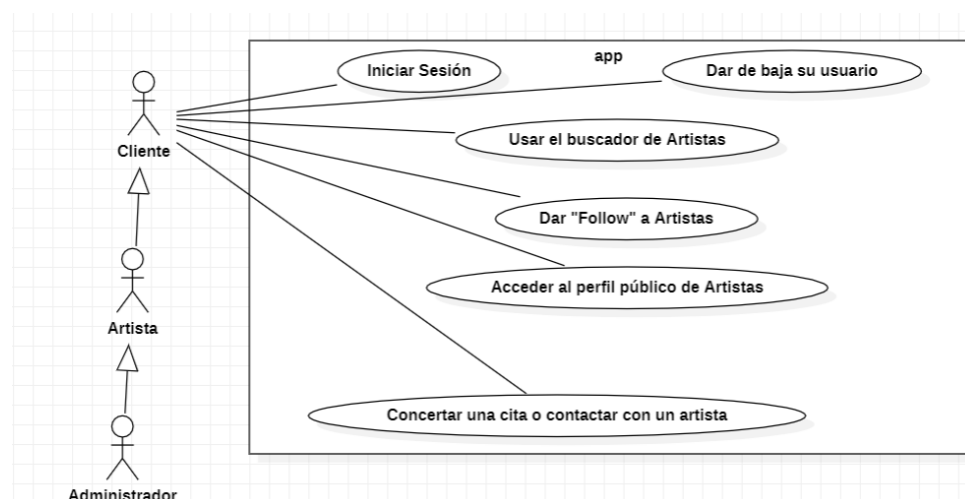 app
Iniciar Sesión
Dar de baja su usuario
Cliente
Usar el buscador de Artistas
Dar "Follow" a Artistas
Acceder al perfil público de Artistas
Artista
Concertar una cita o contactar con un artista
Administrador